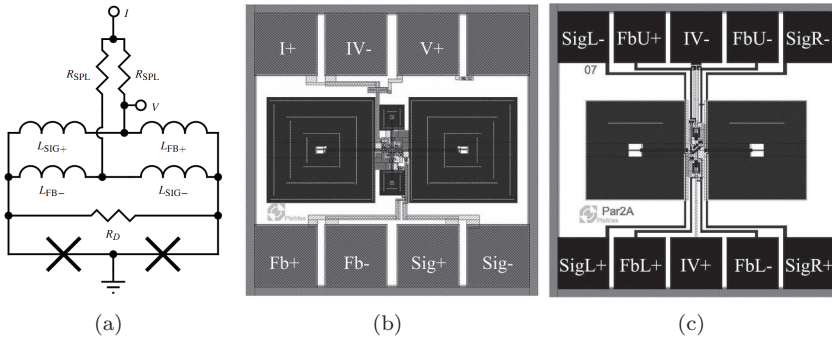 I
R_SPL R_SPL
V
L_SIG+ L_FB+
L_FB− L_SIG−
R_D
(a)
I+ IV- V+
Fb+ Fb- Sig+ Sig-
(b)
SigL- FbU+ IV- FbU- SigR-
07
Par2A
SigL+ FbL+ IV+ FbL- SigR+
(c)